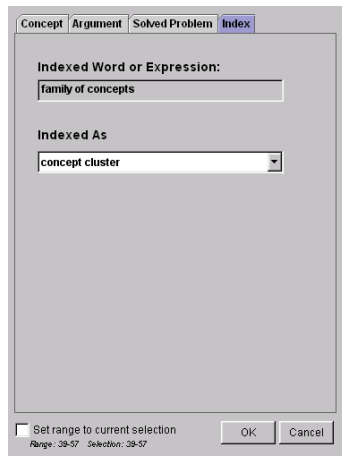 Concept Argument Solved Problem Index
Indexed Word or Expression:
family of concepts
Indexed As
concept cluster
Set range to current selection OK Cancel
Range: 39-57 Selection: 39-57